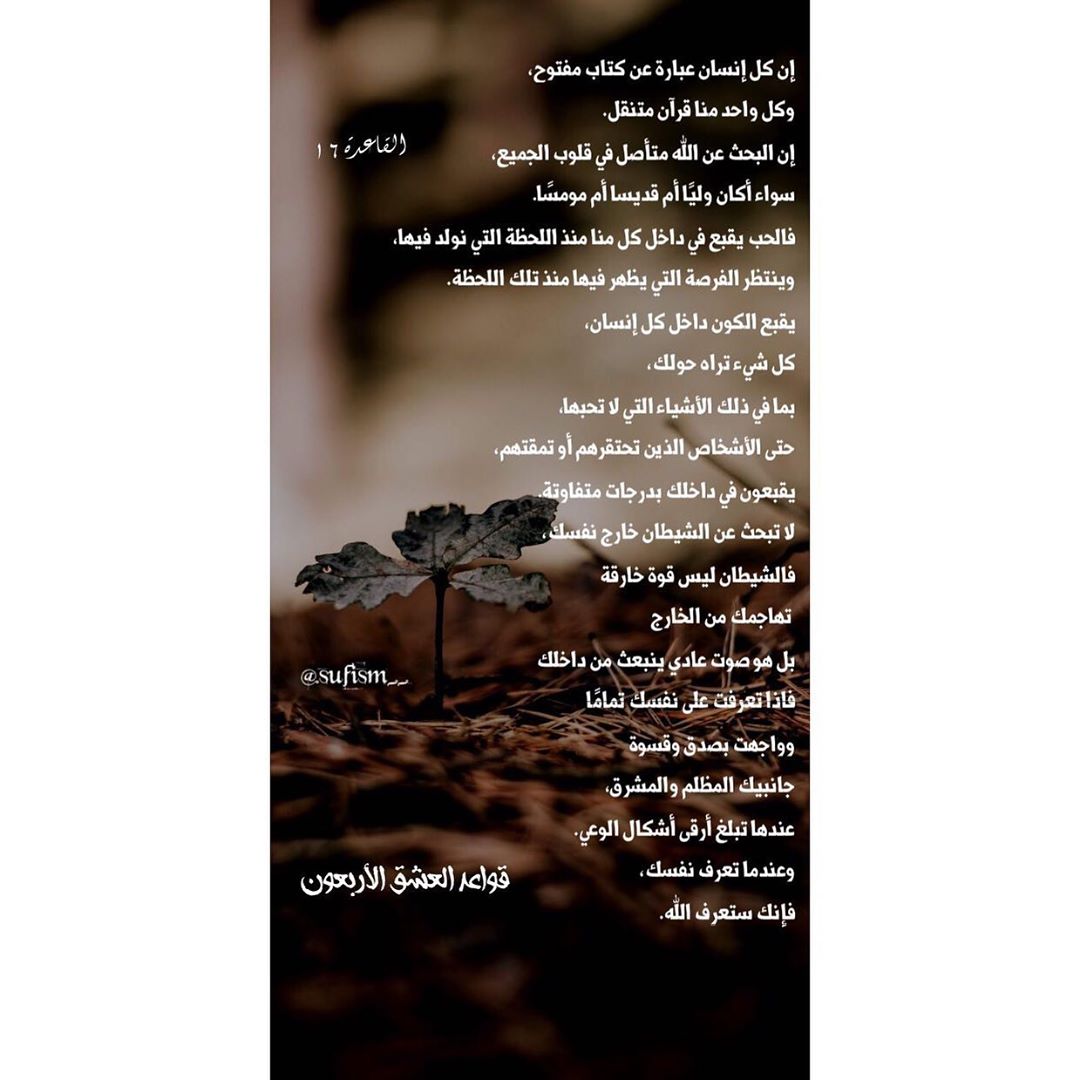 إن كل إنسان عبارة عن كتاب مفتوح،
وكل واحد منا قرآن متنقل.
القاعدة ١٦
إن البحث عن الله متأصل في قلوب الجميع،
سواء أكان وليًا أم قديسا أم مومسًا.
فالحب يقبع في داخل كل منا منذ اللحظة التي نولد فيها،
وينتظر الفرصة التي يظهر فيها منذ تلك اللحظة.
يقبع الكون داخل كل إنسان،
كل شيء تراه حولك،
بما في ذلك الأشياء التي لا تحبها،
حتى الأشخاص الذين تحتقرهم أو تمقتهم،
يقبعون في داخلك بدرجات متفاوتة.
لا تبحث عن الشيطان خارج نفسك،
فالشيطان ليس قوة خارقة
تهاجمك من الخارج
بل هو صوت عادي ينبعث من داخلك
@sufism__
فاذا تعرفت على نفسك تمامًا
وواجهت بصدق وقسوة
جانبيك المظلم والمشرق،
عندها تبلغ أرقى أشكال الوعي.
وعندما تعرف نفسك،
قواعد العشق الأربعون
فإنك ستعرف الله.